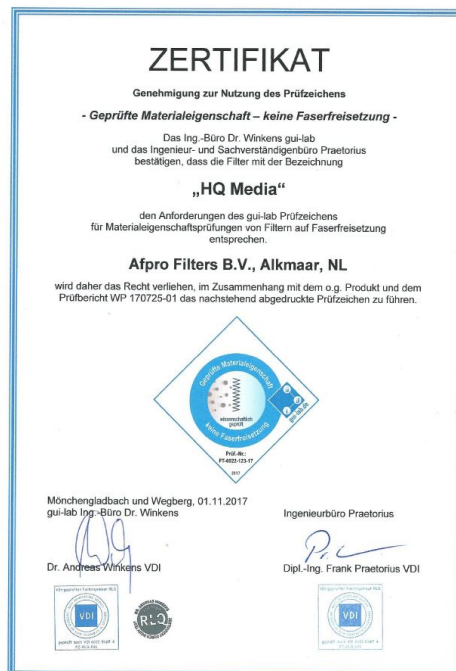 ZERTIFIKAT
Genehmigung zur Nutzung des Prüfzeichens
- Geprüfte Materialeigenschaft – keine Faserfreisetzung -
Das Ing.-Büro Dr. Winkens gui-lab
und das Ingenieur- und Sachverständigenbüro Praetorius
bestätigen, dass die Filter mit der Bezeichnung
„HQ Media“
den Anforderungen des gui-lab Prüfzeichens
für Materialeigenschaftsprüfungen von Filtern auf Faserfreisetzung
entsprechen.
Afpro Filters B.V., Alkmaar, NL
wird daher das Recht verliehen, im Zusammenhang mit dem o.g. Produkt und dem
Prüfbericht WP 170725-01 das nachstehend abgedruckte Prüfzeichen zu führen.
Geprüfte Materialeigenschaft
wissenschaftlich
geprüft
keine Faserfreisetzung
gui-lab.de
Prüf.-Nr.:
PT-6022-123-17
2017
Mönchengladbach und Wegberg, 01.11.2017
gui-lab Ing.-Büro Dr. Winkens
Ingenieurbüro Praetorius
Dr. Andreas Winkens VDI
Dipl.-Ing. Frank Praetorius VDI
VDI
RLQ
VDI